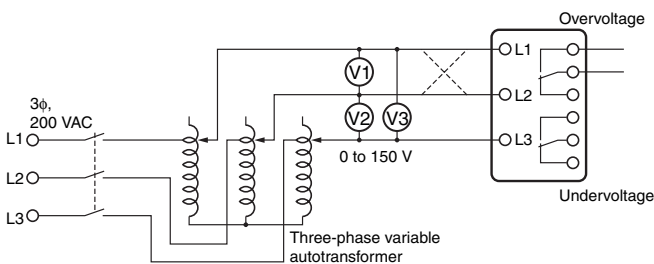 Overvoltage
L1
V1
L2
3ϕ,
200 VAC
V2
V3
L1
L3
0 to 150 V
L2
Undervoltage
L3
Three-phase variable
autotransformer